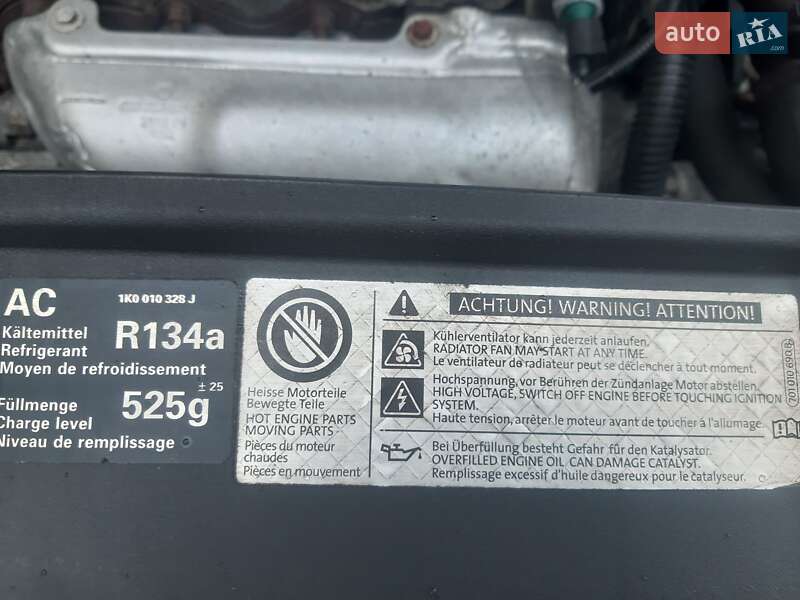 auto RIA
.com
AC
1K0 010 328 J
Kältemittel
Refrigerant
R134a
Moyen de refroidissement
± 25
Füllmenge
Charge level
525g
Niveau de remplissage
Heisse Motorteile
Bewegte Teile
HOT ENGINE PARTS
MOVING PARTS
Pièces du moteur
chaudes
Pièces en mouvement
ACHTUNG! WARNING! ATTENTION!
Kühlerventilator kann jederzeit anlaufen.
RADIATOR FAN MAY START AT ANY TIME.
Le ventilateur de radiateur peut se déclencher à tout moment.
Hochspannung, vor Berühren der Zündanlage Motor abstellen.
HIGH VOLTAGE, SWITCH OFF ENGINE BEFORE TOUCHING IGNITION
SYSTEM.
Haute tension, arrêter le moteur avant de toucher à l'allumage.
Bei Überfüllung besteht Gefahr für den Katalysator.
OVERFILLED ENGINE OIL CAN DAMAGE CATALYST.
Remplissage excessif d'huile dangereux pour le catalyseur.